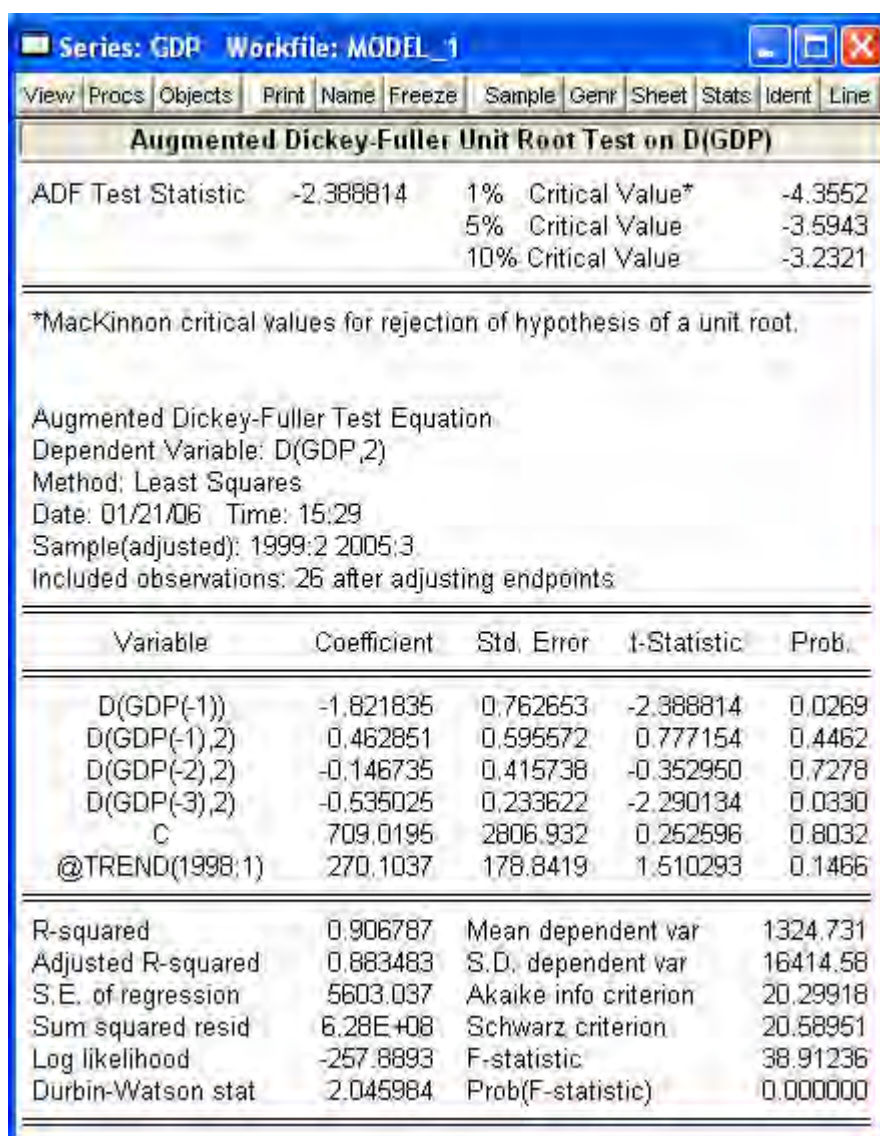 Series: GDP Workfile: MODEL_1
View Procs Objects Print Name Freeze Sample Genr Sheet Stats Ident Line
Augmented Dickey-Fuller Unit Root Test on D(GDP)
ADF Test Statistic -2.388814 1% Critical Value* -4.3552
5% Critical Value -3.5943
10% Critical Value -3.2321
*MacKinnon critical values for rejection of hypothesis of a unit root.
Augmented Dickey-Fuller Test Equation
Dependent Variable: D(GDP,2)
Method: Least Squares
Date: 01/21/06 Time: 15:29
Sample(adjusted): 1999:2 2005:3
Included observations: 26 after adjusting endpoints
Variable Coefficient Std. Error t-Statistic Prob.
D(GDP(-1)) -1.821835 0.762653 -2.388814 0.0269
D(GDP(-1),2) 0.462851 0.595572 0.777154 0.4462
D(GDP(-2),2) -0.146735 0.415738 -0.352950 0.7278
D(GDP(-3),2) -0.535025 0.233622 -2.290134 0.0330
C 709.0195 2806.932 0.252596 0.8032
@TREND(1998:1) 270.1037 178.8419 1.510293 0.1466
R-squared 0.906787 Mean dependent var 1324.731
Adjusted R-squared 0.883483 S.D. dependent var 16414.58
S.E. of regression 5603.037 Akaike info criterion 20.29918
Sum squared resid 6.28E+08 Schwarz criterion 20.58951
Log likelihood -257.8893 F-statistic 38.91236
Durbin-Watson stat 2.045984 Prob(F-statistic) 0.000000